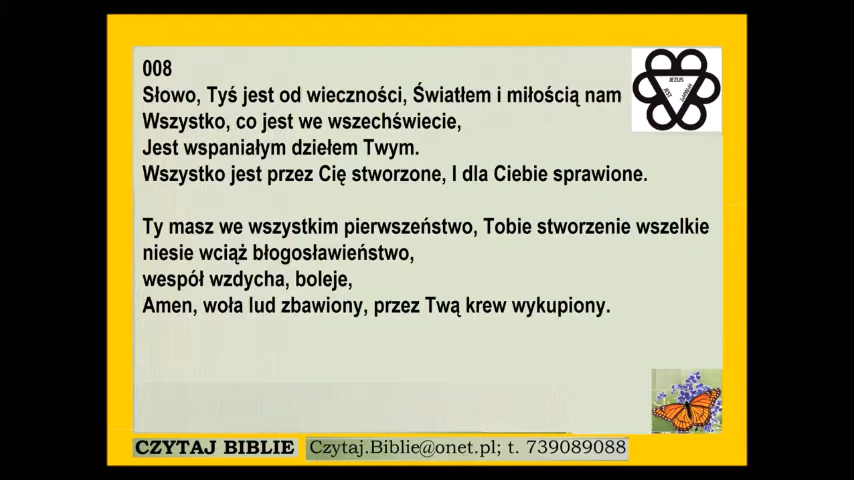 008
Słowo, Tyś jest od wieczności, Światłem i miłością nam
Wszystko, co jest we wszechświecie,
Jest wspaniałym dziełem Twym.
Wszystko jest przez Cię stworzone, I dla Ciebie sprawione.
Ty masz we wszystkim pierwszeństwo, Tobie stworzenie wszelkie
niesie wciąż błogosławieństwo,
wespół wzdycha, boleje,
Amen, woła lud zbawiony, przez Twą krew wykupiony.
JEZUS
JEST
CZYTAJ BIBLIE
Czytaj.Biblie@onet.pl; t. 739089088